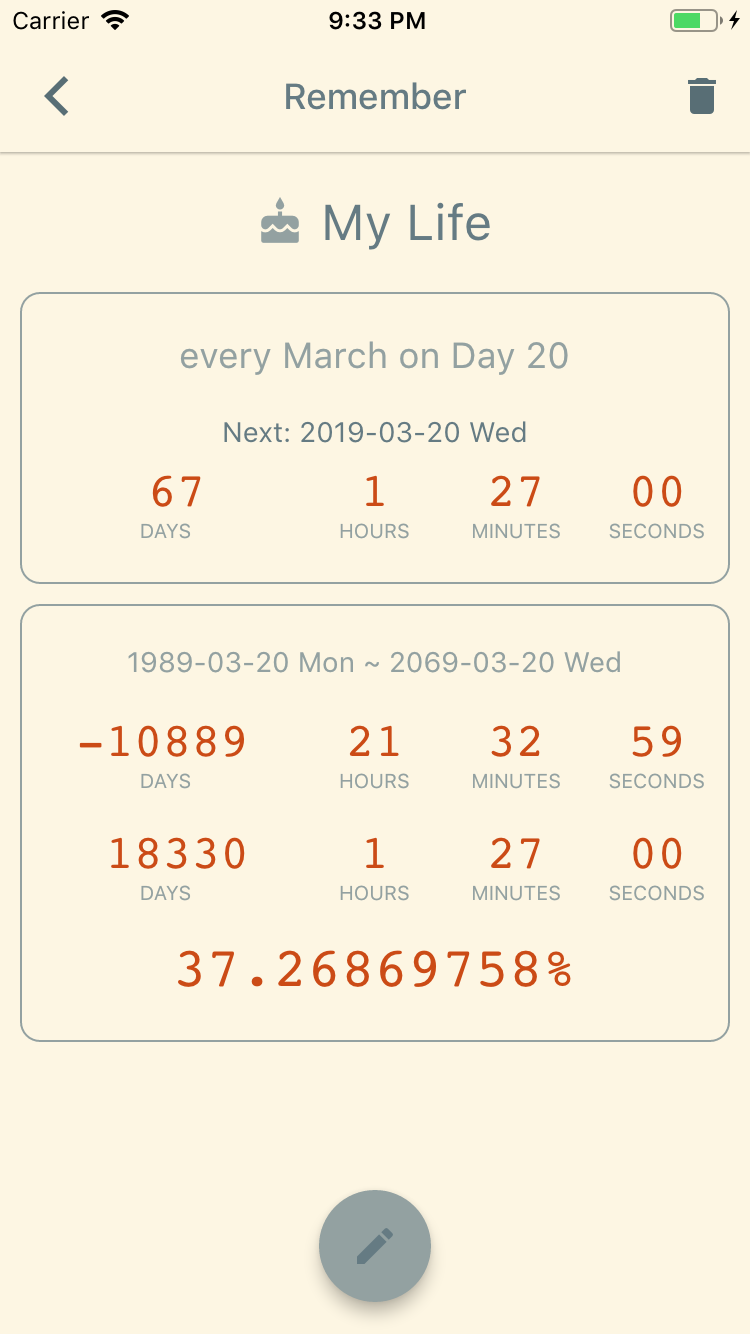 Carrier 9:33 PM
Remember
My Life
every March on Day 20
Next: 2019-03-20 Wed
67 1 27 00
DAYS HOURS MINUTES SECONDS
1989-03-20 Mon ~ 2069-03-20 Wed
-10889 21 32 59
DAYS HOURS MINUTES SECONDS
18330 1 27 00
DAYS HOURS MINUTES SECONDS
37.26869758%